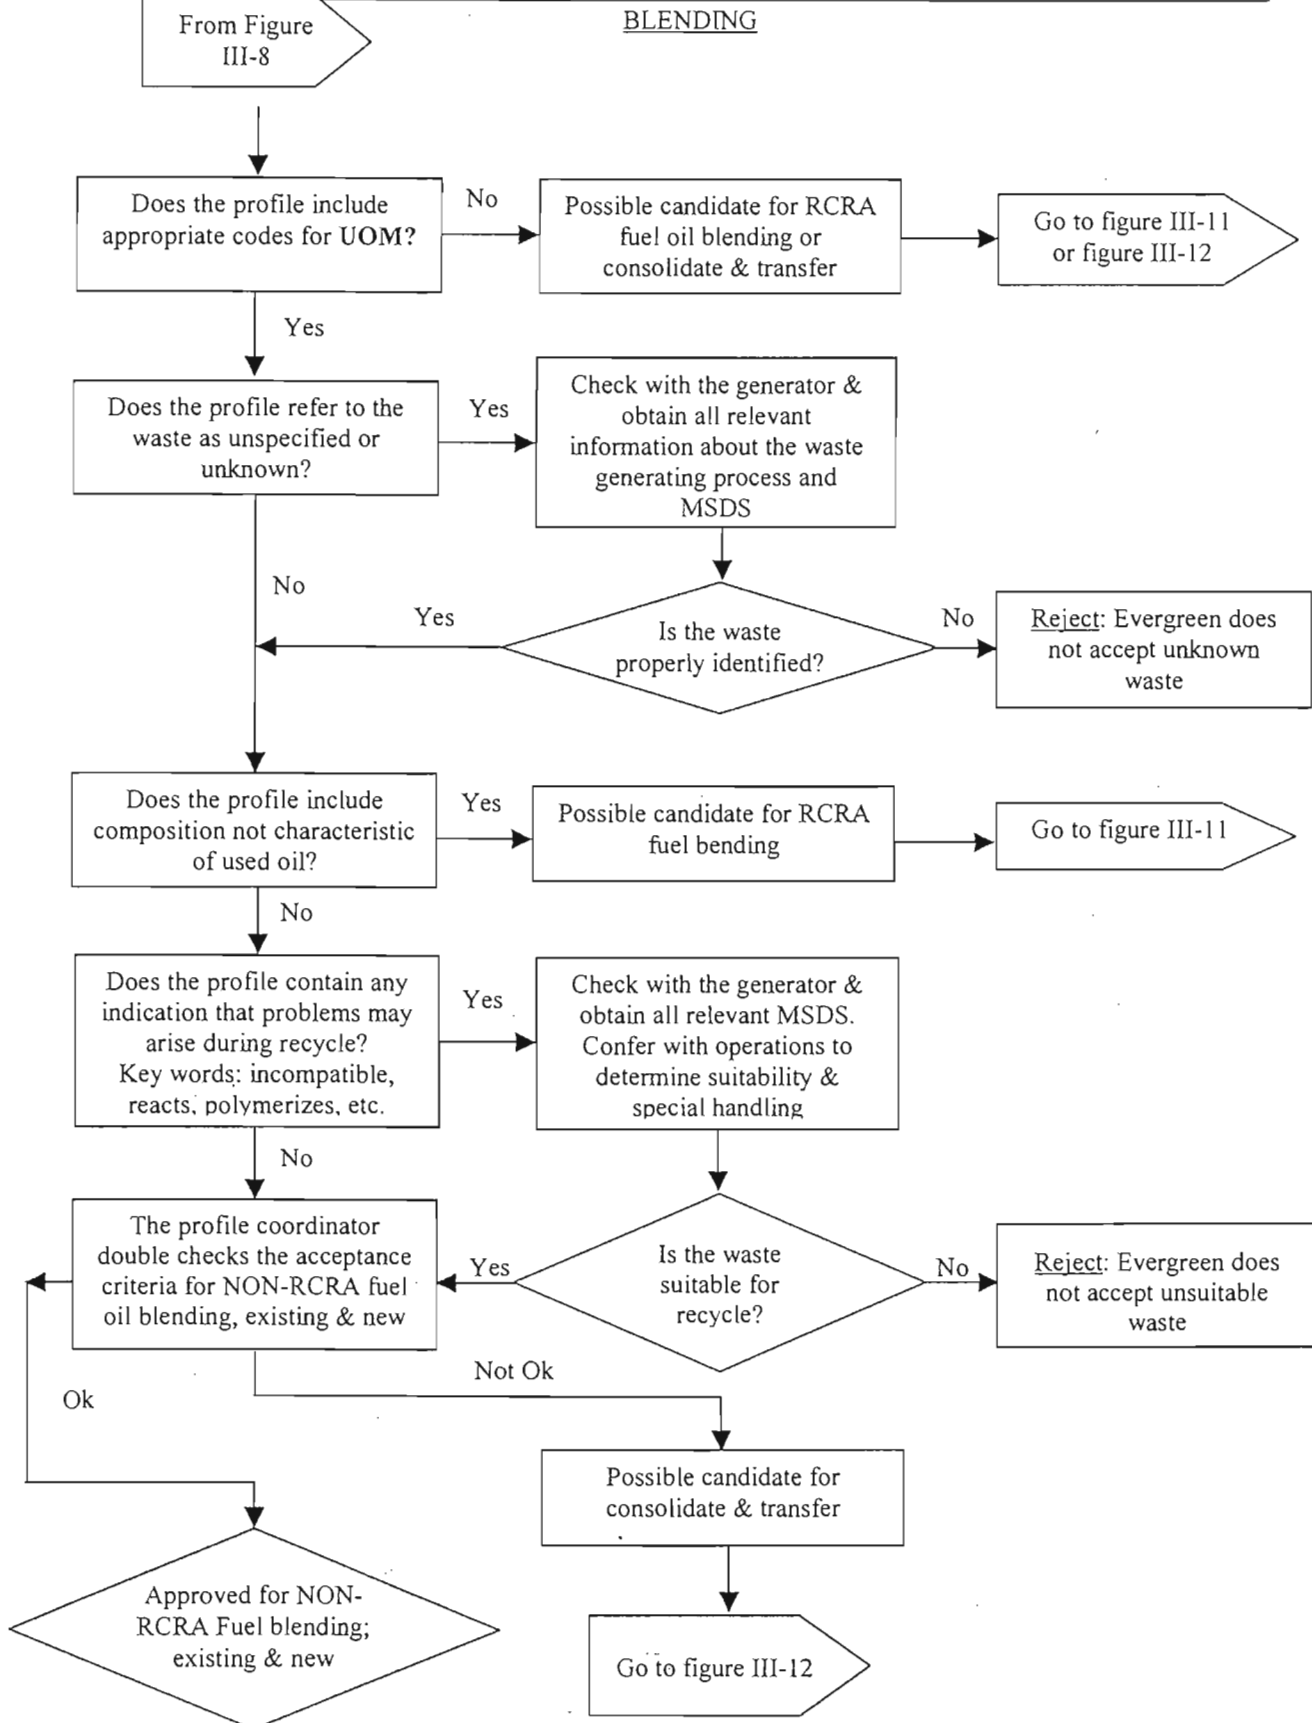 BLENDING
From Figure
III-8
Does the profile include
appropriate codes for UOM?
No
Possible candidate for RCRA
fuel oil blending or
consolidate & transfer
Go to figure III-11
or figure III-12
Yes
Does the profile refer to the
waste as unspecified or
unknown?
Yes
Check with the generator &
obtain all relevant
information about the waste
generating process and
MSDS
No
Yes
Is the waste
properly identified?
No
Reject: Evergreen does
not accept unknown
waste
Does the profile include
composition not characteristic
of used oil?
Yes
Possible candidate for RCRA
fuel bending
Go to figure III-11
No
Does the profile contain any
indication that problems may
arise during recycle?
Key words: incompatible,
reacts, polymerizes, etc.
Yes
Check with the generator &
obtain all relevant MSDS.
Confer with operations to
determine suitability &
special handling
No
The profile coordinator
double checks the acceptance
criteria for NON-RCRA fuel
oil blending, existing & new
Yes
Is the waste
suitable for
recycle?
No
Reject: Evergreen does
not accept unsuitable
waste
Not Ok
Ok
Possible candidate for
consolidate & transfer
Approved for NON-
RCRA Fuel blending;
existing & new
Go to figure III-12